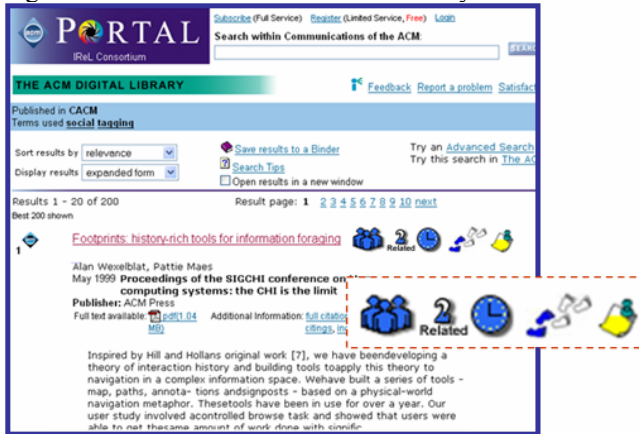 Subscribe (Full Service) Register (Limited Service, Free) Login
PORTAL
IReL Consortium
Search within Communications of the ACM:
THE ACM DIGITAL LIBRARY
Feedback Report a problem
Published in CACM
Terms used social tagging
Sort results by relevance
Save results to a Binder
Try an Advanced Search
Display results expanded form
Search Tips
Try this search in The
Open results in a new window
Results 1 - 20 of 200
Result page: 1 2 3 4 5 6 7 8 9 10 next
Best 200 shown
1
Footprints: history-rich tools for information foraging
2 Related
Alan Wexelblat, Pattie Maes
May 1999 Proceedings of the SIGCHI conference on
computing systems: the CHI is the limit
Publisher: ACM Press
Full text available: pdf(1.04
MB)
Additional Information: full
citings,
2
Related
Inspired by Hill and Hollans original work [7], we have beendeveloping a
theory of interaction history and building tools toapply this theory to
navigation in a complex information space. Wehave built a series of tools -
map, paths, annota- tions andsignposts - based on a physical-world
navigation metaphor. Thesetools have been in use for over a year. Our
user study involved acontrolled browse task and showed that users were
able to get thesame amount of work done with